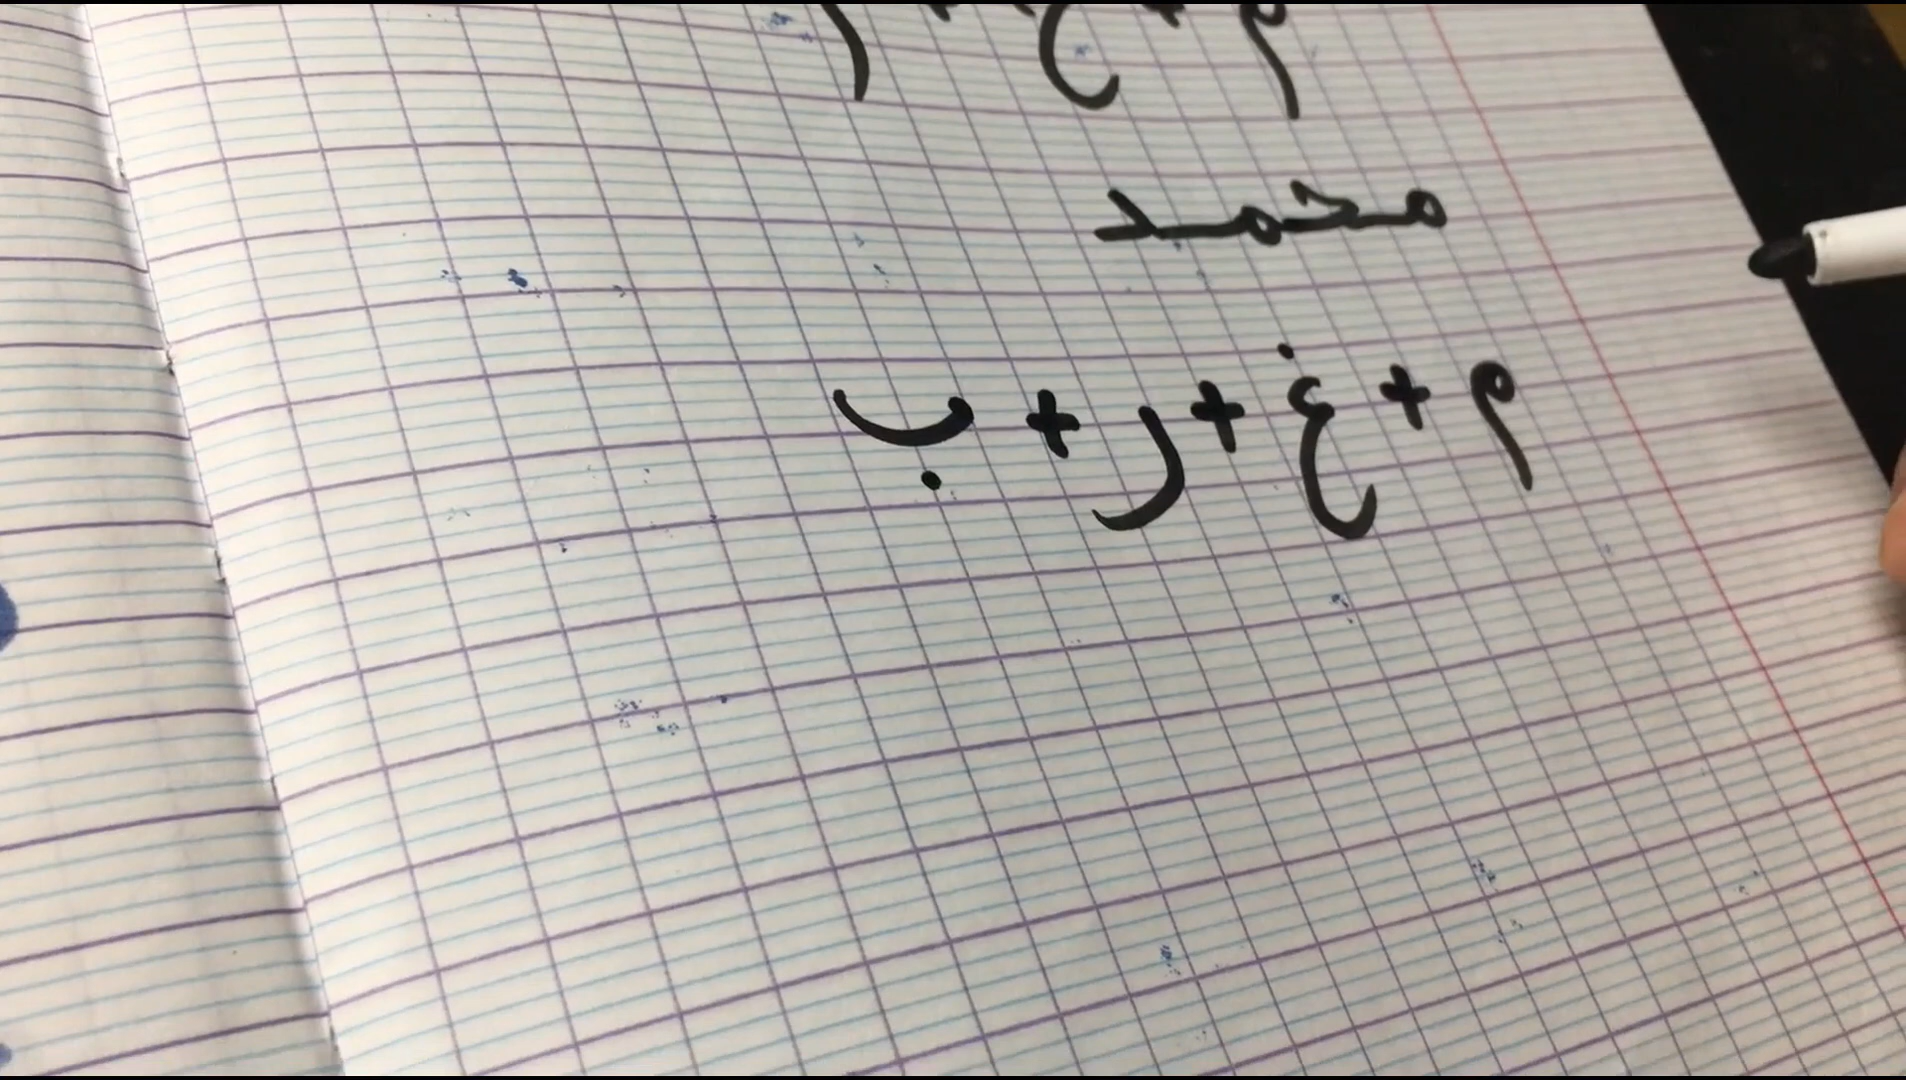 محمد
م + غ + ر + ب